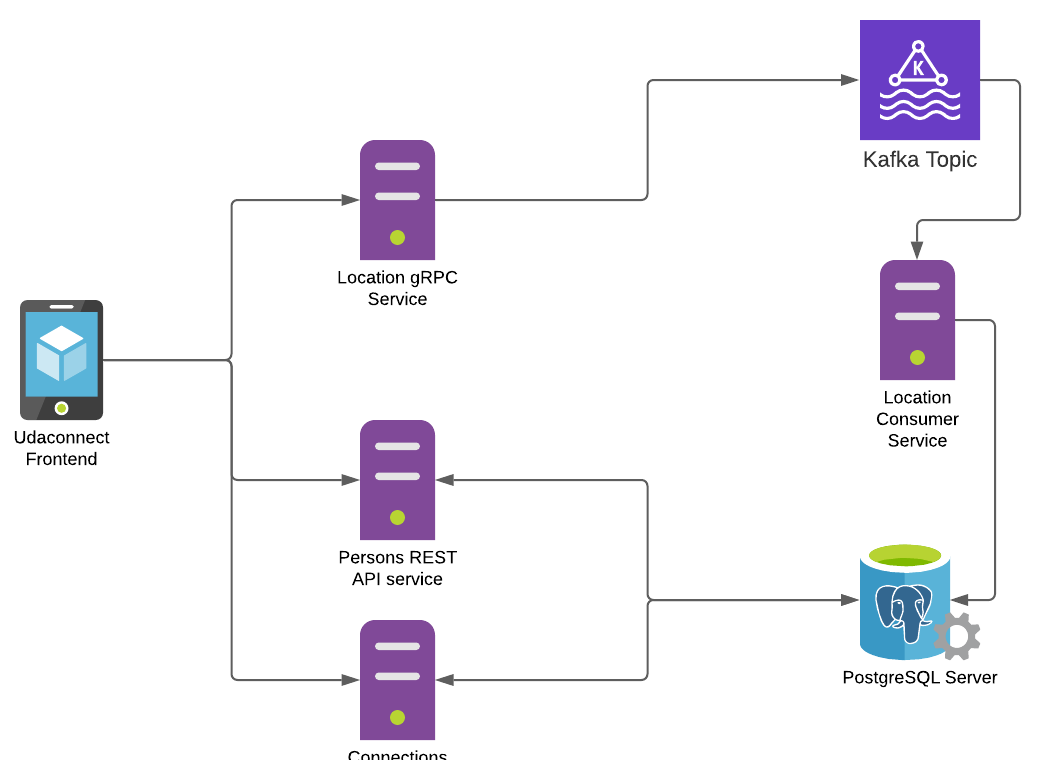 K
Kafka Topic
Location gRPC
Service
Location
Consumer
Service
Udaconnect
Frontend
Persons REST
API service
PostgreSQL Server
Connections